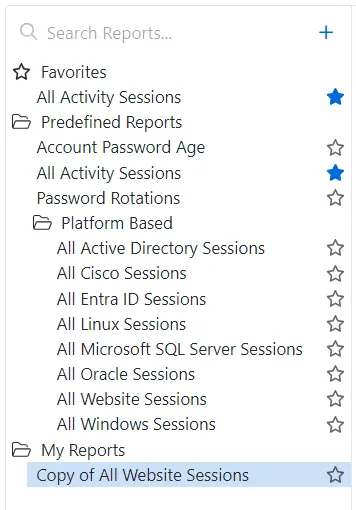 Search Reports...
Favorites
All Activity Sessions
Predefined Reports
Account Password Age
All Activity Sessions
Password Rotations
Platform Based
All Active Directory Sessions
All Cisco Sessions
All Entra ID Sessions
All Linux Sessions
All Microsoft SQL Server Sessions
All Oracle Sessions
All Website Sessions
All Windows Sessions
My Reports
Copy of All Website Sessions